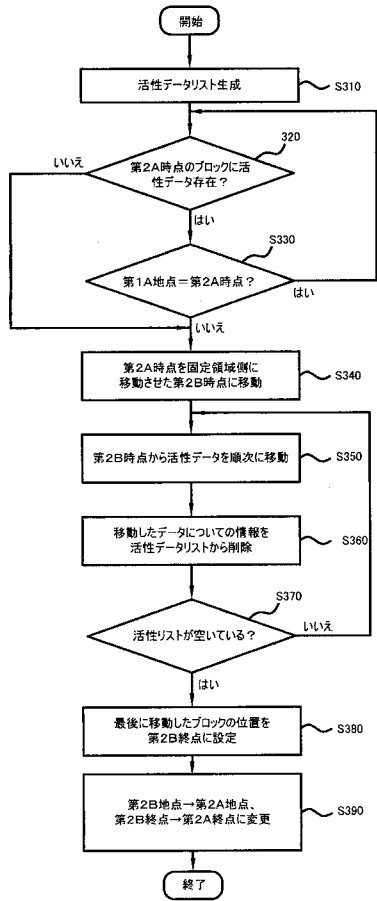 開始
活性データリスト生成
S310
320
第2A時点のブロックに活
性データ存在?
いいえ
はい
S330
第1A地点=第2A時点?
はい
いいえ
第2A時点を固定領域側に
移動させた第2B時点に移動
S340
第2B時点から活性データを順次に移動
S350
移動したデータについての情報を
活性データリストから削除
S360
S370
活性リストが空いている?
いいえ
はい
最後に移動したブロックの位置を
第2B終点に設定
S380
第2B地点→第2A地点、
第2B終点→第2A終点に変更
S390
終了